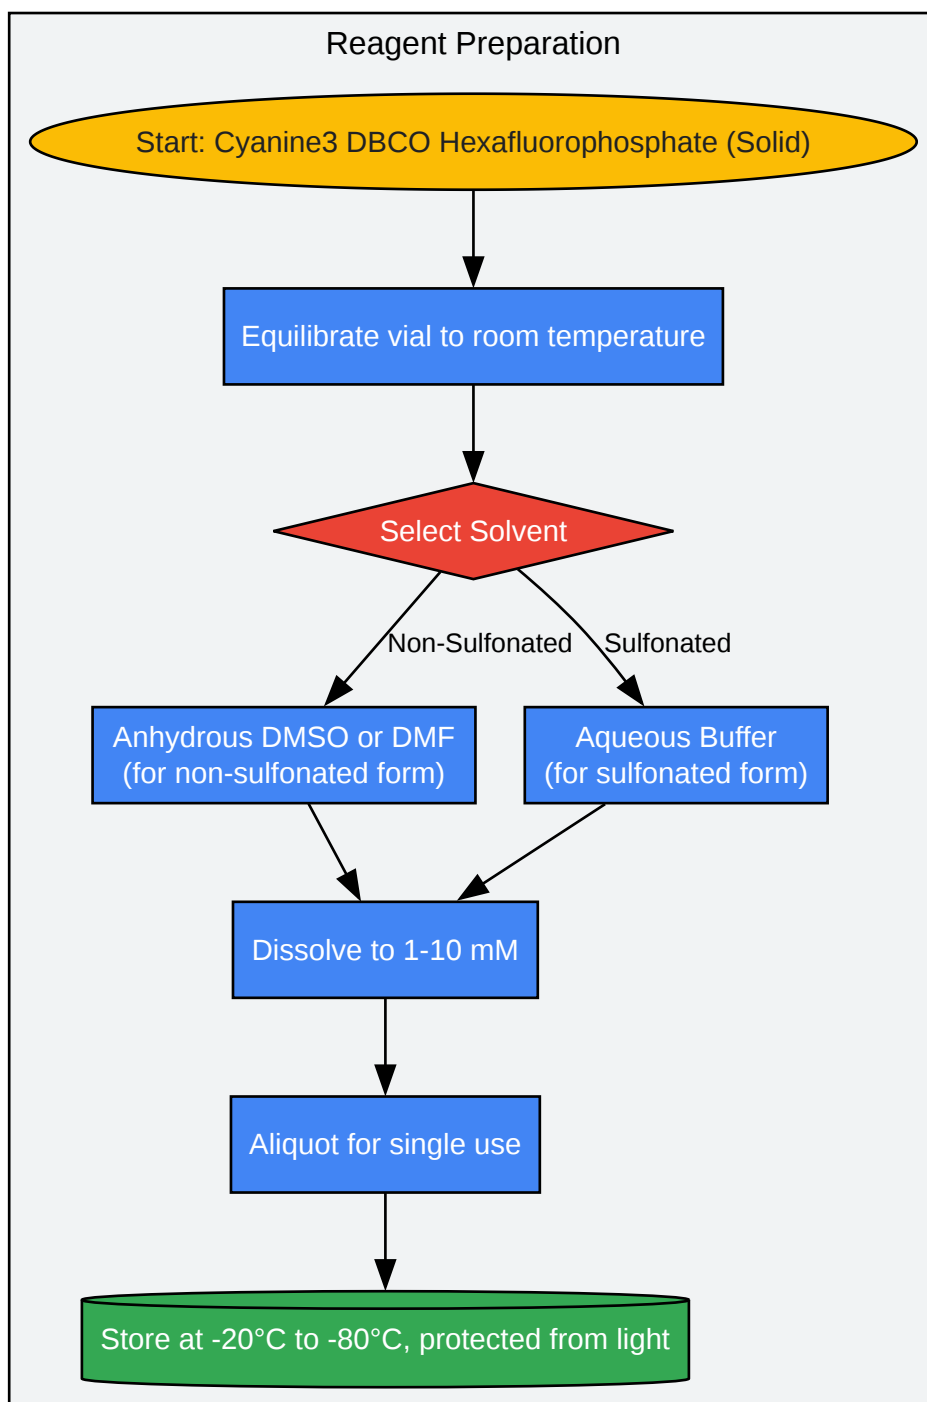 Reagent Preparation
Start: Cyanine3 DBCO Hexafluorophosphate (Solid)
Equilibrate vial to room temperature
Select Solvent
Non-Sulfonated
Sulfonated
Anhydrous DMSO or DMF
(for non-sulfonated form)
Aqueous Buffer
(for sulfonated form)
Dissolve to 1-10 mM
Aliquot for single use
Store at -20°C to -80°C, protected from light